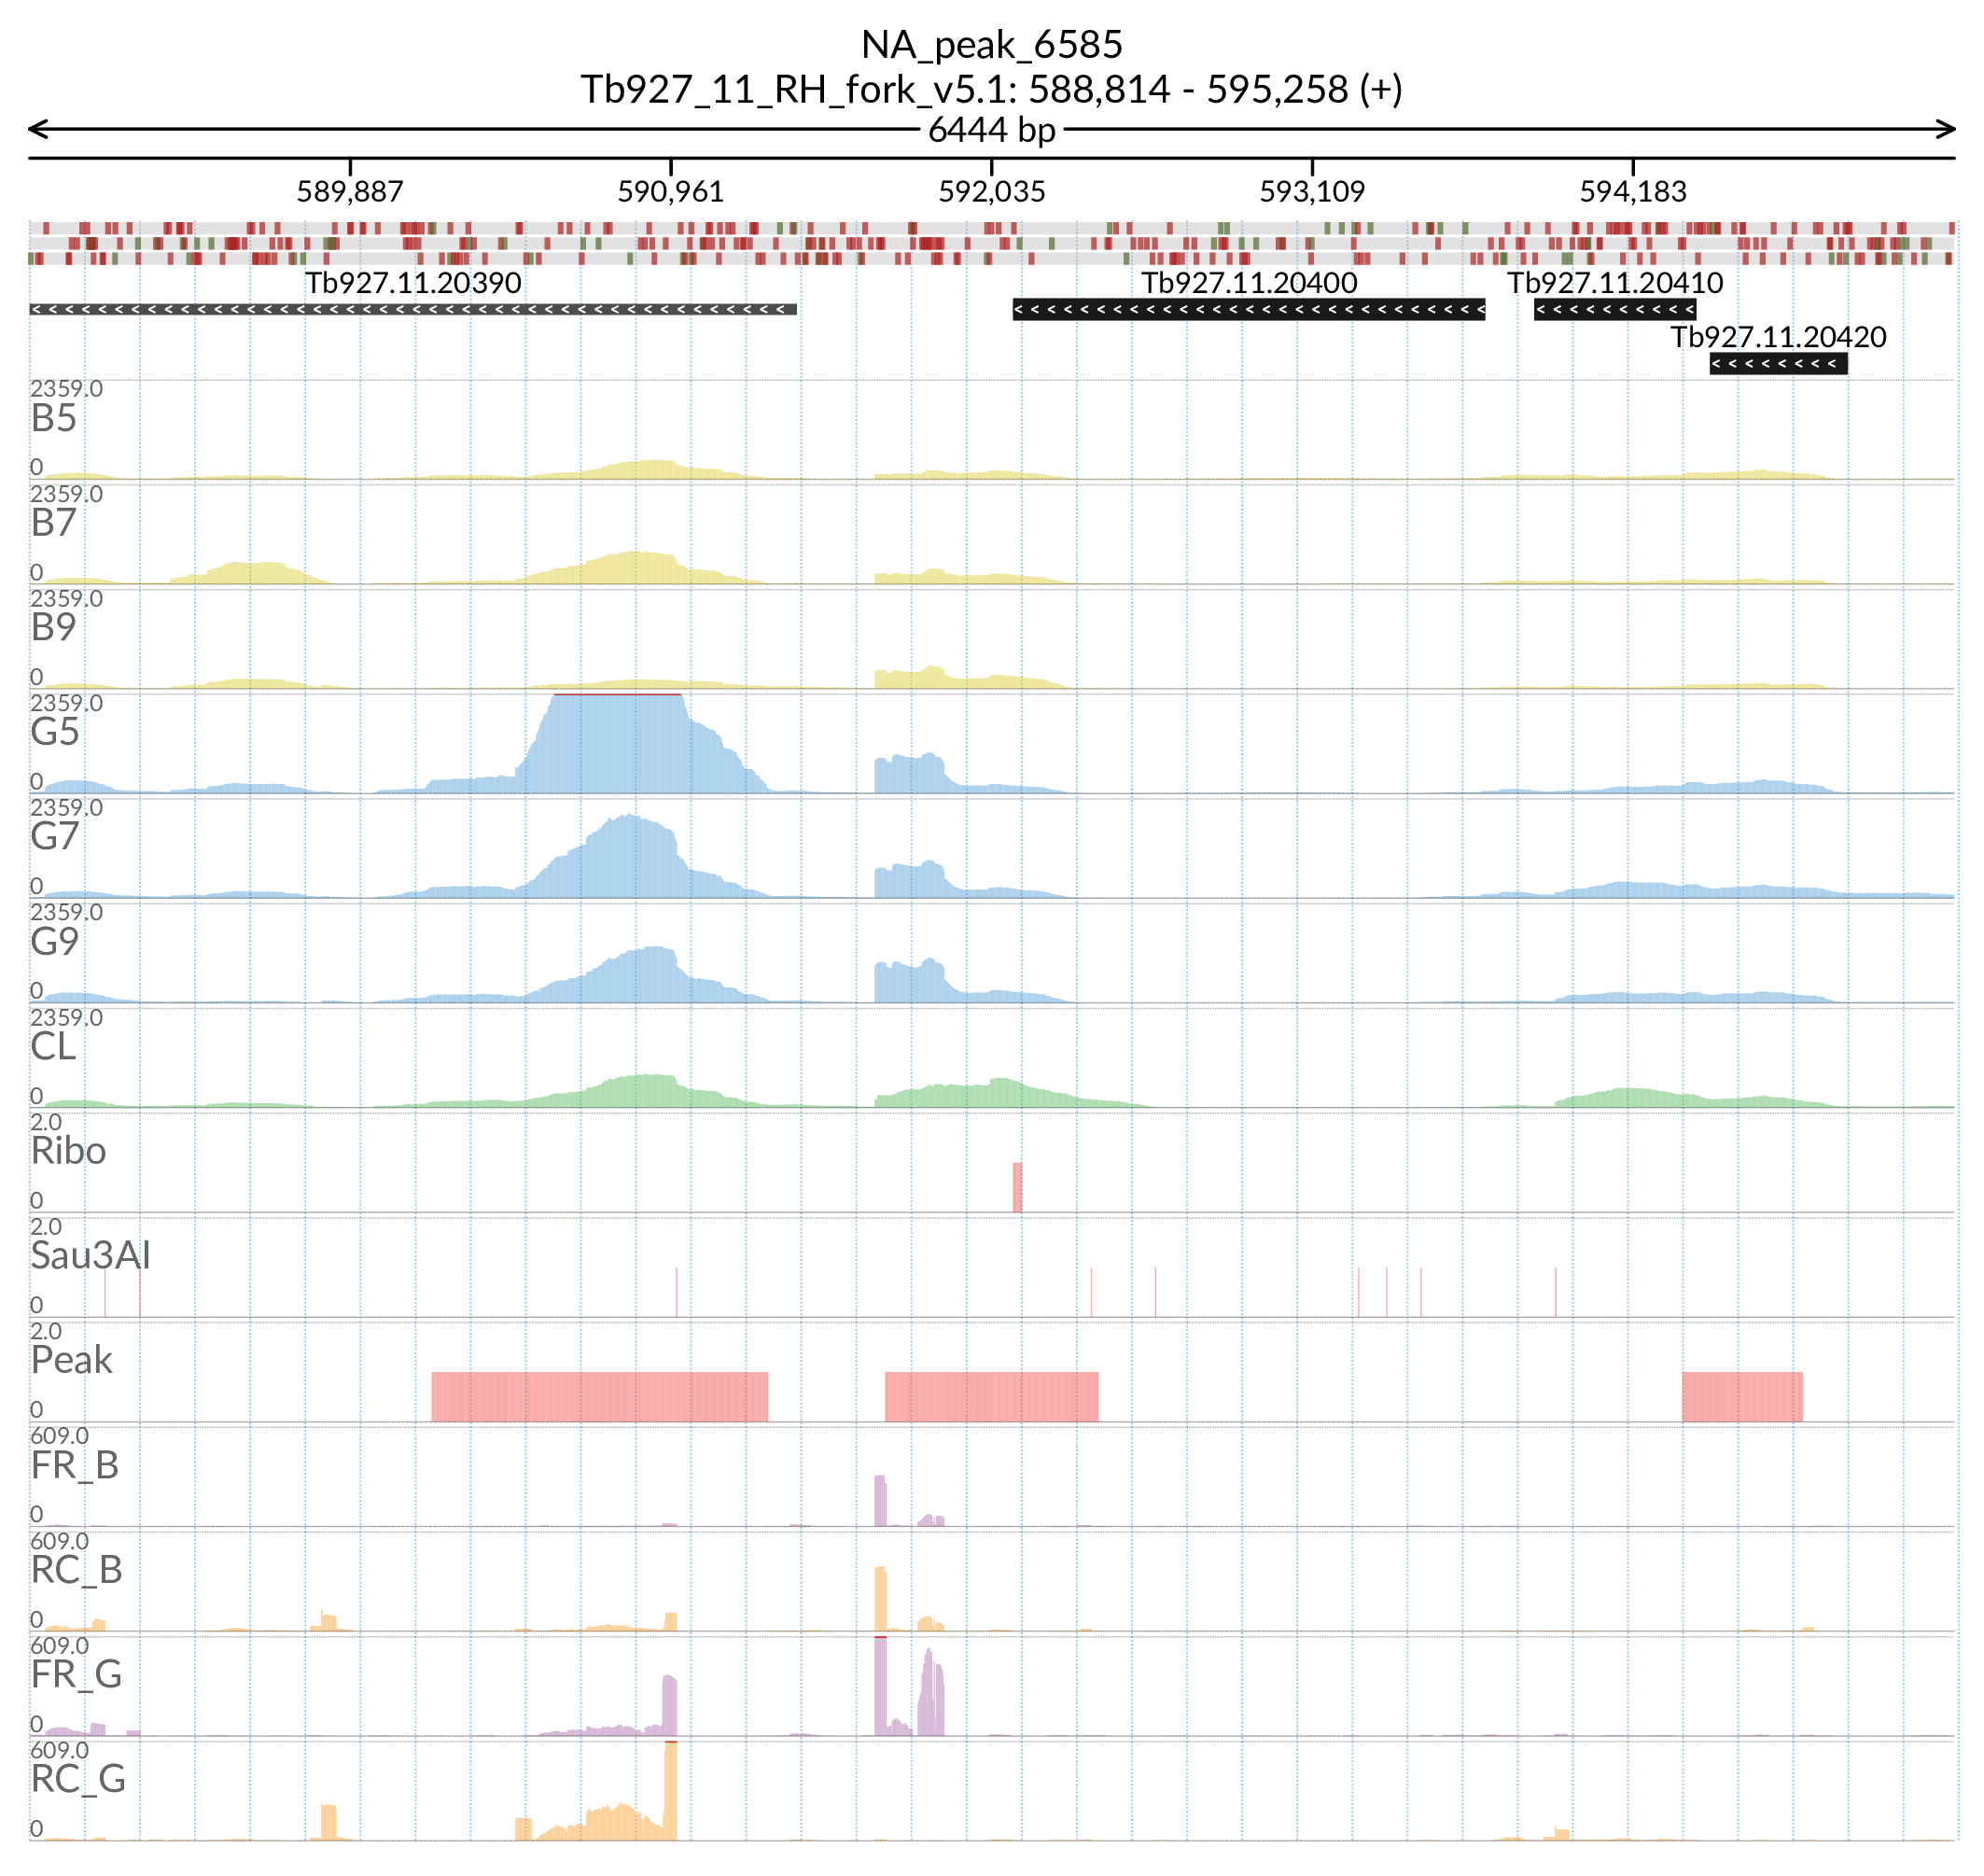 NA_peak_6585
Tb927_11_RH_fork_v5.1: 588,814 - 595,258 (+)
6444 bp
589,887 590,961 592,035 593,109 594,183
Tb927.11.20390 Tb927.11.20400 Tb927.11.20410
Tb927.11.20420
2359.0
B5
0
2359.0
B7
0
2359.0
B9
0
2359.0
G5
0
2359.0
G7
0
2359.0
G9
0
2359.0
CL
0
2.0
Ribo
0
2.0
Sau3AI
0
2.0
Peak
0
609.0
FR_B
0
609.0
RC_B
0
609.0
FR_G
0
609.0
RC_G
0